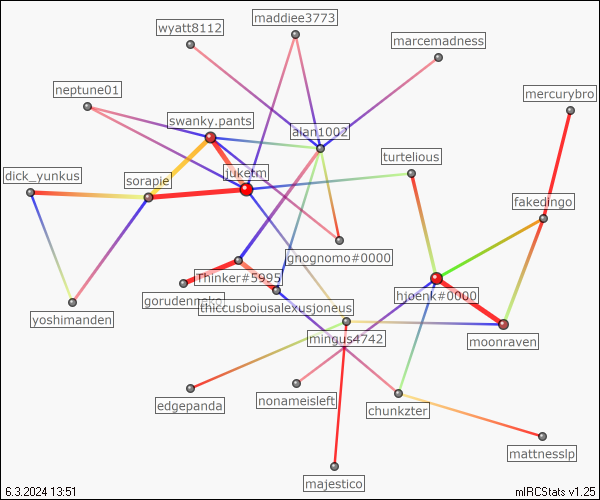 maddiee3773
wyatt8112
marcemadness
neptune01
mercurybro
swanky.pants
alan1002
turtelious
juketm
dick_yunkus
sorapie
fakedingo
gnognomo#0000
Thinker#5995
gorudenneko
hjoenk#0000
thiccusboiusalexusjoneus
yoshimanden
mingus4742
moonraven
edgepanda
nonameisleft
chunkzter
mattnesslp
majestico
6.3.2024 13:51
mIRCStats v1.25